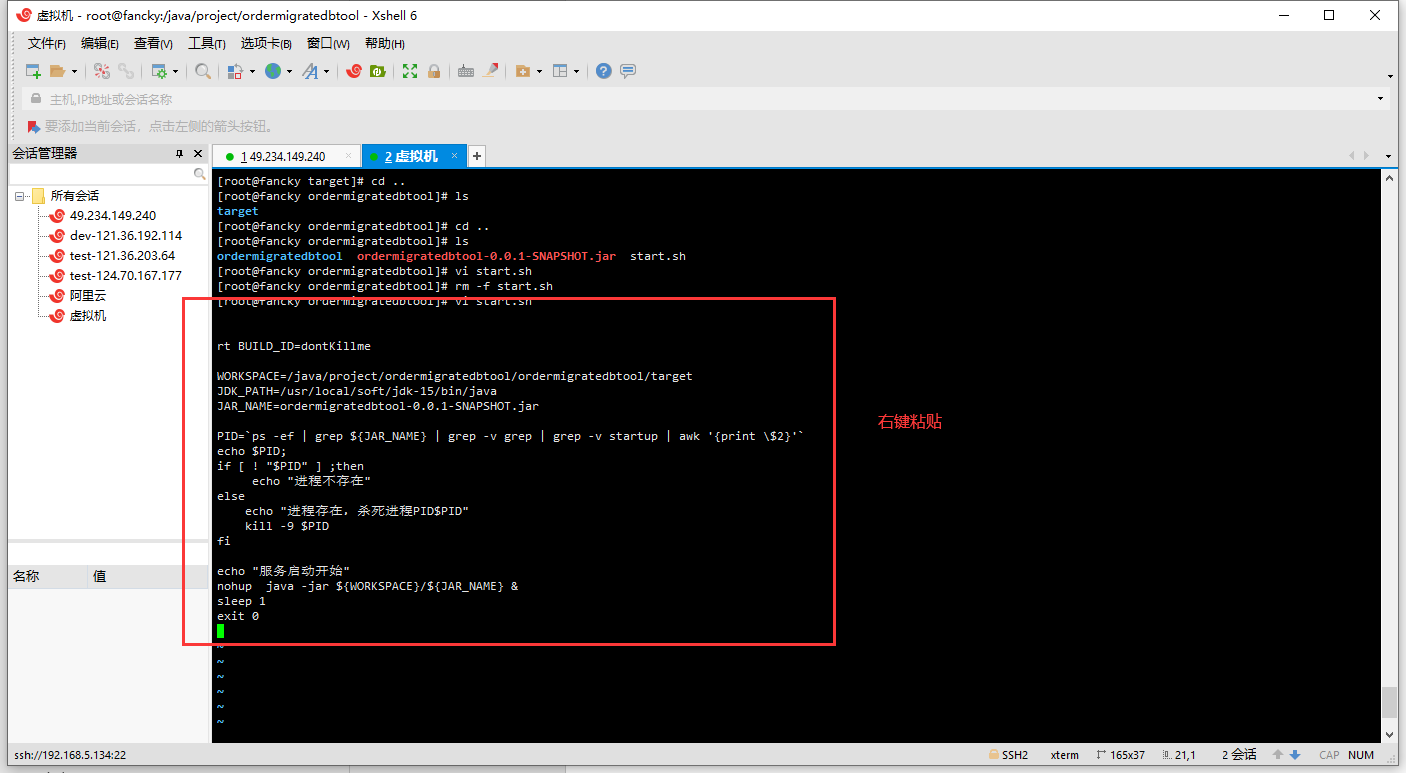 虚拟机 - root@fancky:/java/project/ordermigratedbtool - Xshell 6
文件(F) 编辑(E) 查看(V) 工具(T) 选项卡(B) 窗口(W) 帮助(H)
主机,IP地址或会话名称
要添加当前会话，点击左侧的箭头按钮。
会话管理器
1 49.234.149.240 × 2 虚拟机 × +
所有会话
49.234.149.240
dev-121.36.192.114
test-121.36.203.64
test-124.70.167.177
阿里云
虚拟机
名称 值
[root@fancky target]# cd ..
[root@fancky ordermigratedbtool]# ls
target
[root@fancky ordermigratedbtool]# cd ..
[root@fancky ordermigratedbtool]# ls
ordermigratedbtool  ordermigratedbtool-0.0.1-SNAPSHOT.jar  start.sh
[root@fancky ordermigratedbtool]# vi start.sh
[root@fancky ordermigratedbtool]# rm -f start.sh
[root@fancky ordermigratedbtool]# vi start.sh
rt BUILD_ID=dontKillme
WORKSPACE=/java/project/ordermigratedbtool/ordermigratedbtool/target
JDK_PATH=/usr/local/soft/jdk-15/bin/java
JAR_NAME=ordermigratedbtool-0.0.1-SNAPSHOT.jar
PID=`ps -ef | grep ${JAR_NAME} | grep -v grep | grep -v startup | awk '{print \$2}'`
echo $PID;
if [ ! "$PID" ] ;then
     echo "进程不存在"
else
    echo "进程存在，杀死进程PID$PID"
    kill -9 $PID
fi
echo "服务启动开始"
nohup  java -jar ${WORKSPACE}/${JAR_NAME} &
sleep 1
exit 0
~
~
~
~
~
~
右键粘贴
ssh://192.168.5.134:22 SSH2 xterm 165x37 21,1 2 会话 CAP NUM